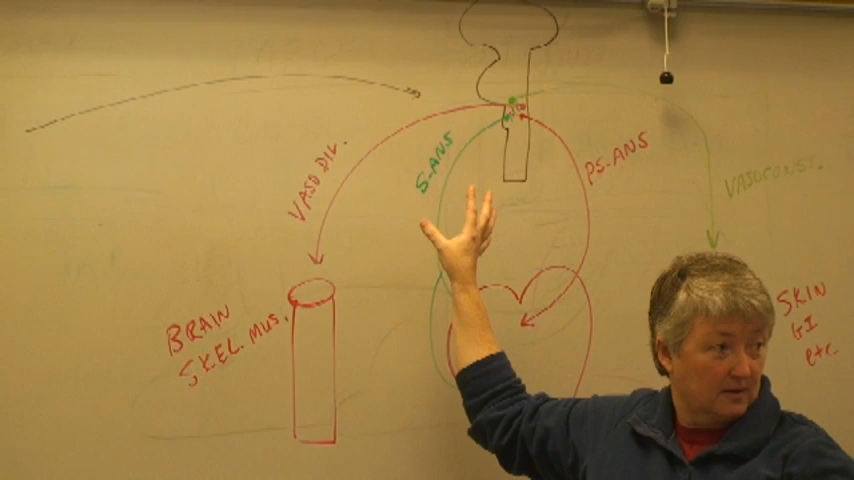 VASO DIL.
S-ANS
PS-ANS
VASOCONST.
BRAIN
SKEL. MUS.
SKIN
GI
etc.